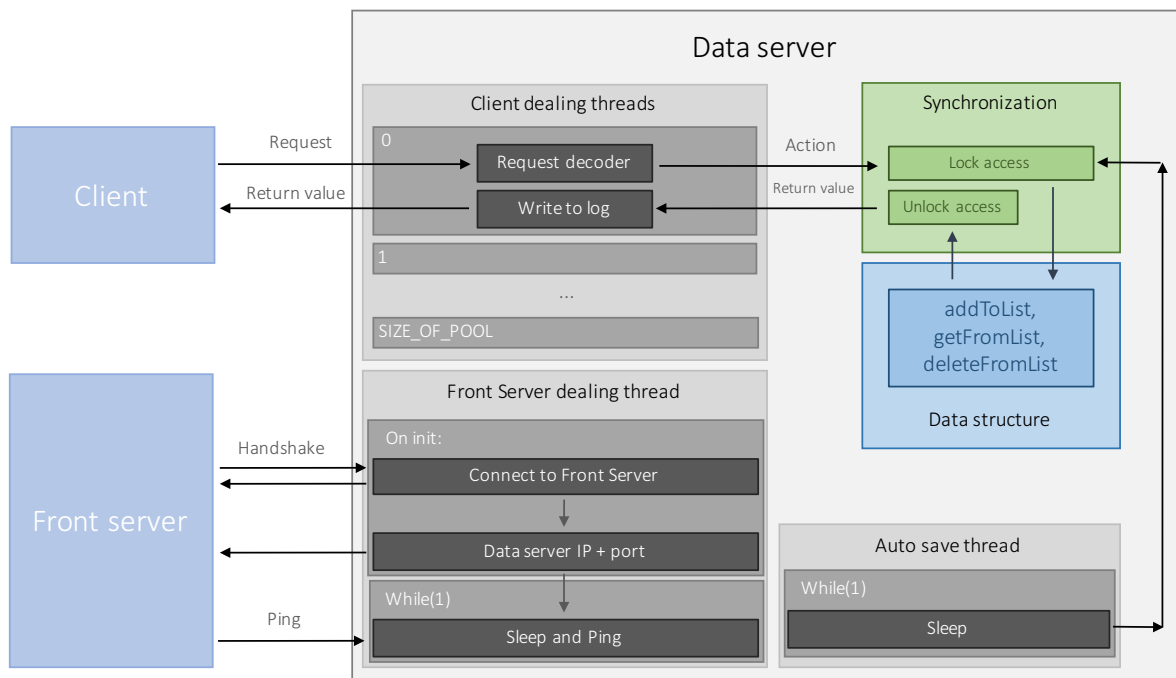 Data server
Client dealing threads
Synchronization
Client
Request
Return value
0
Request decoder
Write to log
Action
Return value
Lock access
Unlock access
1
...
SIZE_OF_POOL
addToList,
getFromList,
deleteFromList
Data structure
Front server
Front Server dealing thread
On init:
Handshake
Connect to Front Server
Data server IP + port
While(1)
Ping
Sleep and Ping
Auto save thread
While(1)
Sleep